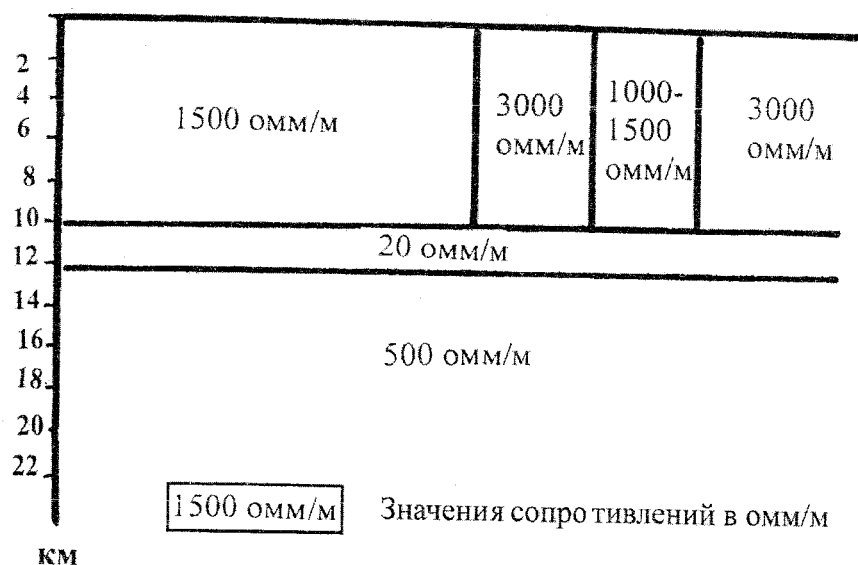 2
4
6
8
10
12
14
16
18
20
22
км
1500 омм/м
3000
омм/м
1000-
1500
омм/м
3000
омм/м
20 омм/м
500 омм/м
1500 омм/м
Значения сопротивлений в омм/м